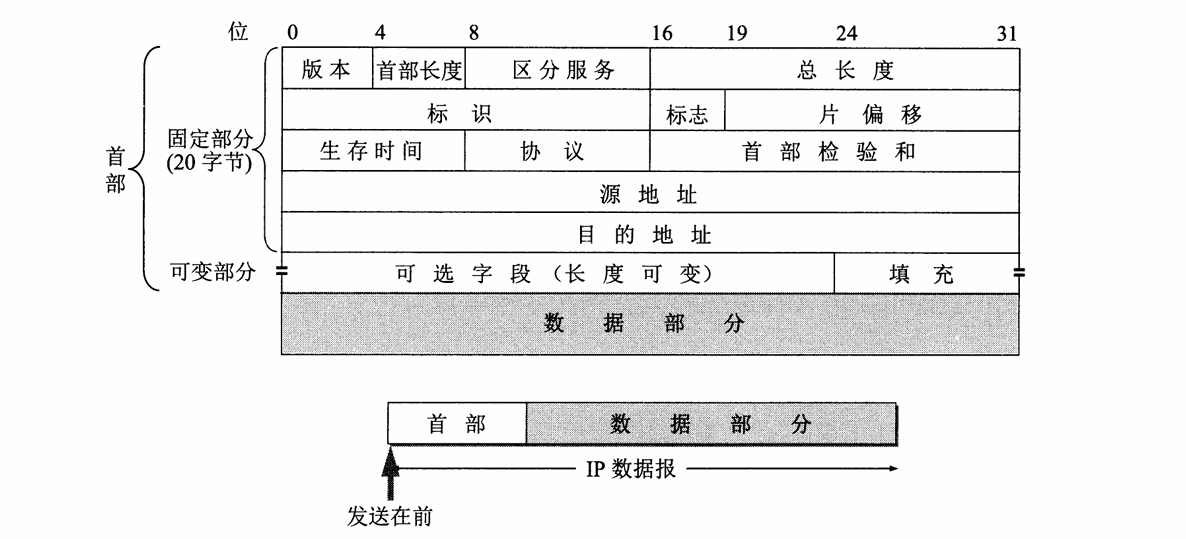 位 0 4 8 16 19 24 31
版本 首部长度 区分服务 总长度
标识 标志 片偏移
固定部分
(20 字节)
首部
生存时间 协议 首部检验和
源地址
目的地址
可变部分 可选字段（长度可变） 填充
数据部分
首部 数据部分
IP 数据报
发送在前